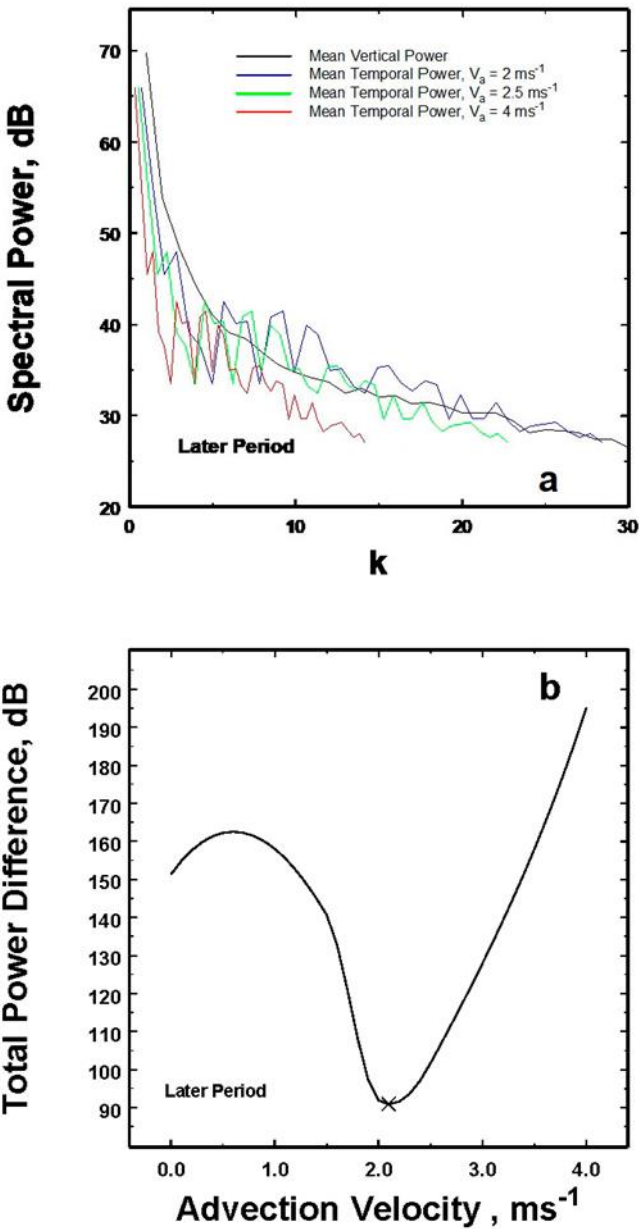 70
60
50
40
30
20
Spectral Power, dB
Mean Vertical Power
Mean Temporal Power, Vₐ = 2 ms⁻¹
Mean Temporal Power, Vₐ = 2.5 ms⁻¹
Mean Temporal Power, Vₐ = 4 ms⁻¹
Later Period
a
0 10 20 30
k
b
200
190
180
170
160
150
140
130
120
110
100
90
Total Power Difference, dB
Later Period
0.0 1.0 2.0 3.0 4.0
Advection Velocity , ms⁻¹